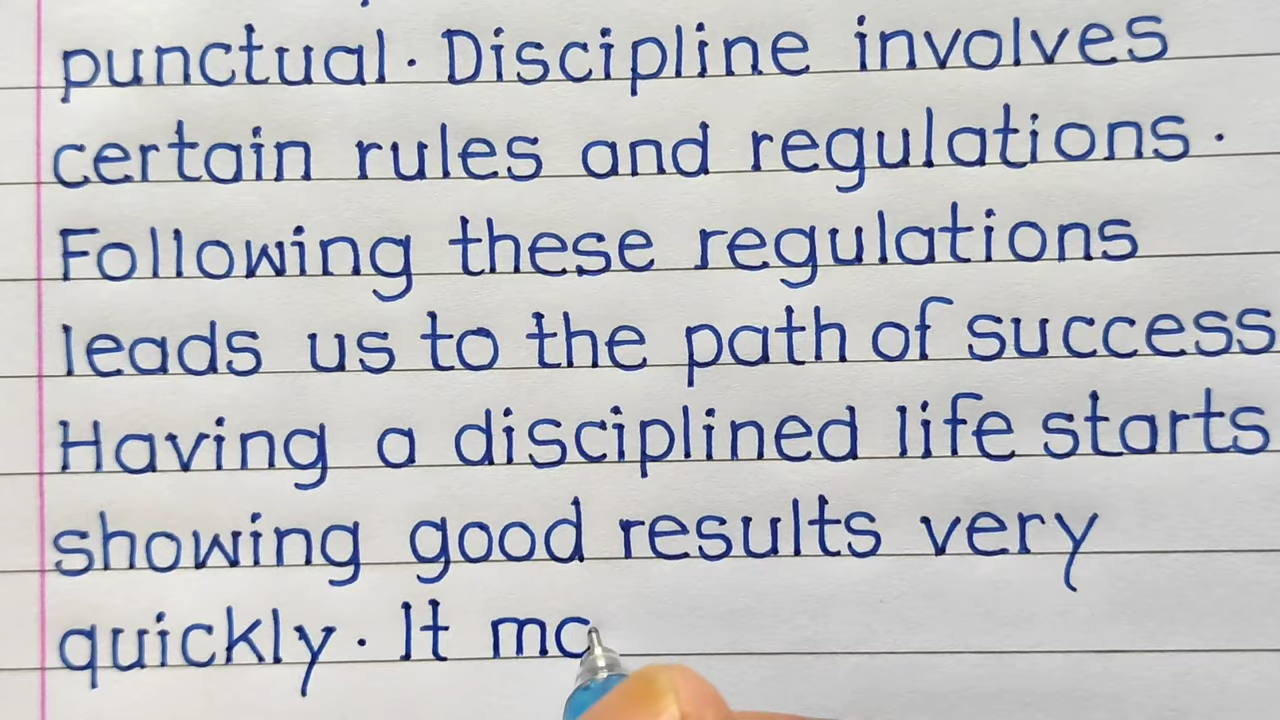 punctual. Discipline involves
certain rules and regulations.
Following these regulations
leads us to the path of success
Having a disciplined life starts
showing good results very
quickly. It